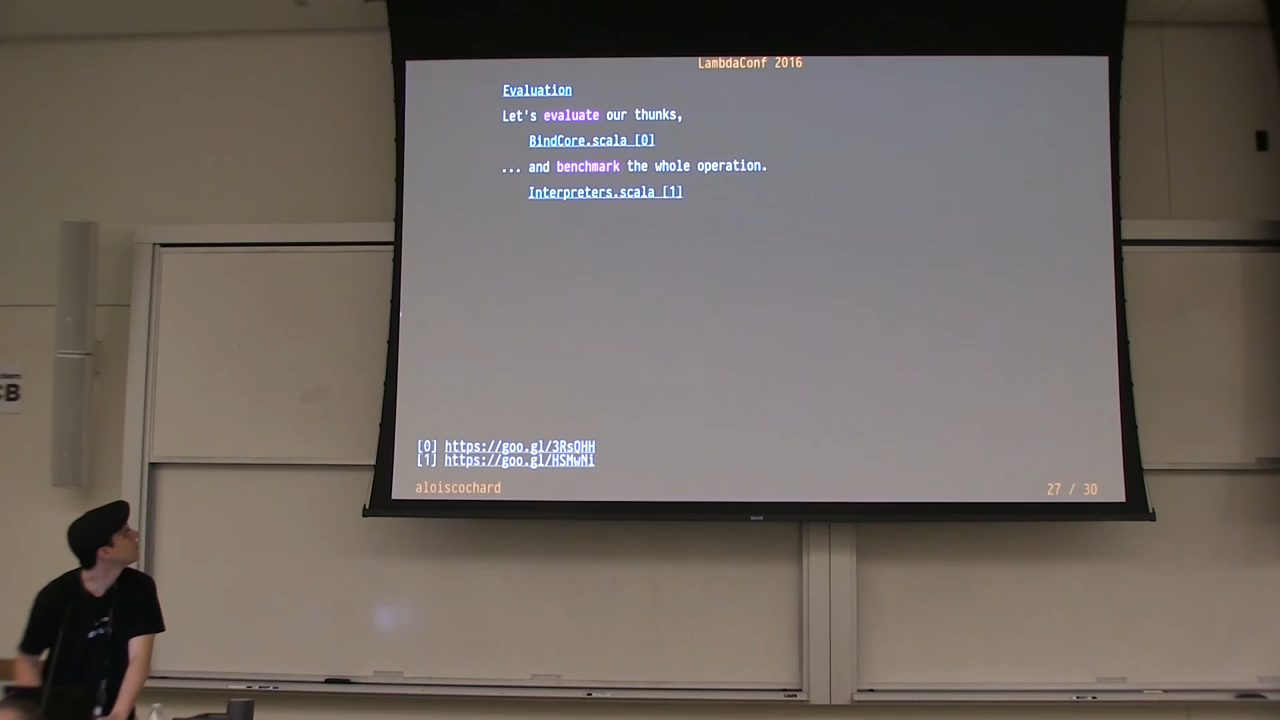 LambdaConf 2016
Evaluation
Let's evaluate our thunks,
BindCore.scala [0]
... and benchmark the whole operation.
Interpreters.scala [1]
[0] https://goo.gl/3RsQHH
[1] https://goo.gl/HSMwNi
aloiscochard
27 / 30